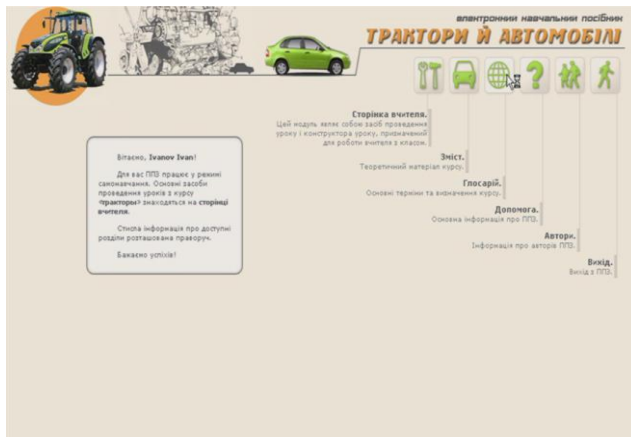 електронний навчальний посібник
ТРАКТОРИ Й АВТОМОБІЛІ
Сторінка вчителя.
Цей модуль являє собою засіб проведення
уроку і конструктора уроку, призначений
для роботи вчителя з класом.
Зміст.
Теоретичний матеріал курсу.
Глосарій.
Основні терміни та визначення курсу.
Допомога.
Основна інформація про ППЗ.
Автори.
Інформація про авторів ППЗ.
Вихід.
Вихід з ППЗ.
Вітаємо, Ivanov Ivan!
Для вас ППЗ працює у режимі
самонавчання. Основні засоби
проведення уроків з курсу
«трактори» знаходяться на сторінці
вчителя.
Стисла інформація про доступні
розділи розташована праворуч.
Бажаємо успіхів!